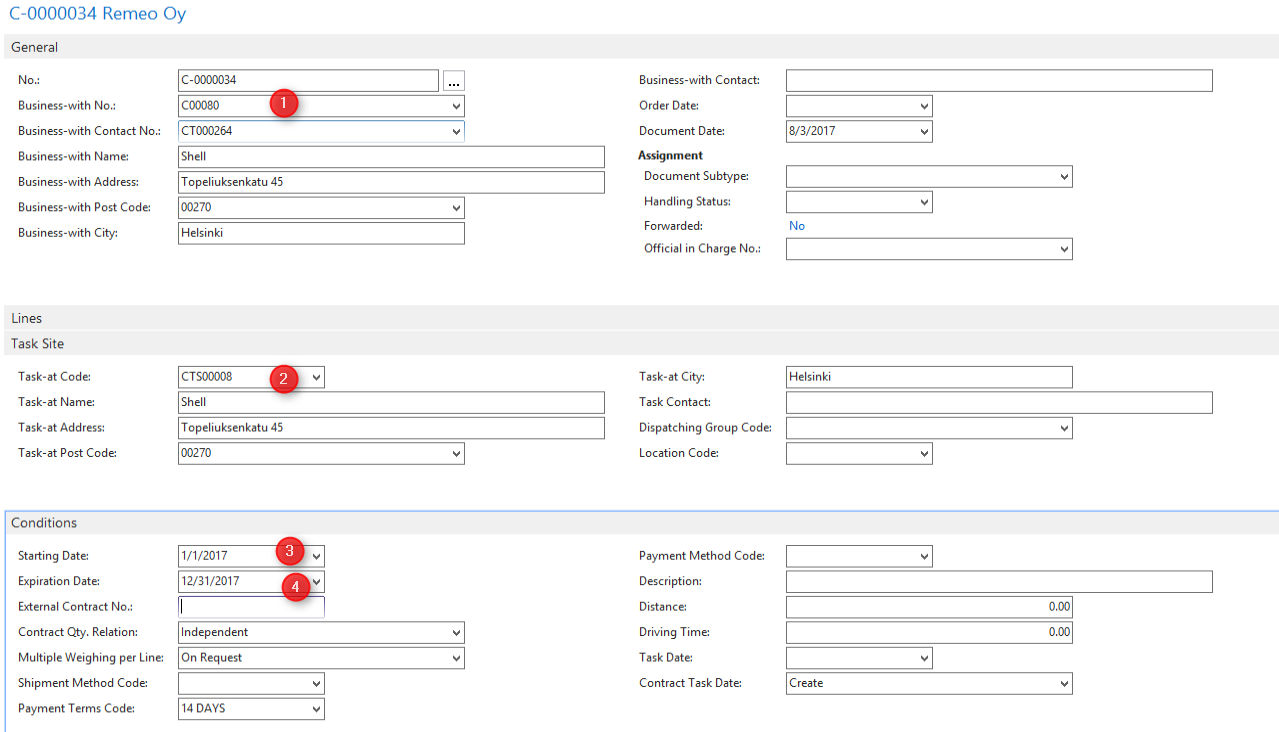 C-0000034 Remeo Oy
General
No.: C-0000034 ...
Business-with No.: C00080 1
Business-with Contact No.: CT000264
Business-with Name: Shell
Business-with Address: Topeliuksenkatu 45
Business-with Post Code: 00270
Business-with City: Helsinki
Business-with Contact:
Order Date:
Document Date: 8/3/2017
Assignment
Document Subtype:
Handling Status:
Forwarded: No
Official in Charge No.:
Lines
Task Site
Task-at Code: CTS00008 2
Task-at Name: Shell
Task-at Address: Topeliuksenkatu 45
Task-at Post Code: 00270
Task-at City: Helsinki
Task Contact:
Dispatching Group Code:
Location Code:
Conditions
Starting Date: 1/1/2017 3
Expiration Date: 12/31/2017 4
External Contract No.:
Contract Qty. Relation: Independent
Multiple Weighing per Line: On Request
Shipment Method Code:
Payment Terms Code: 14 DAYS
Payment Method Code:
Description:
Distance: 0.00
Driving Time: 0.00
Task Date:
Contract Task Date: Create